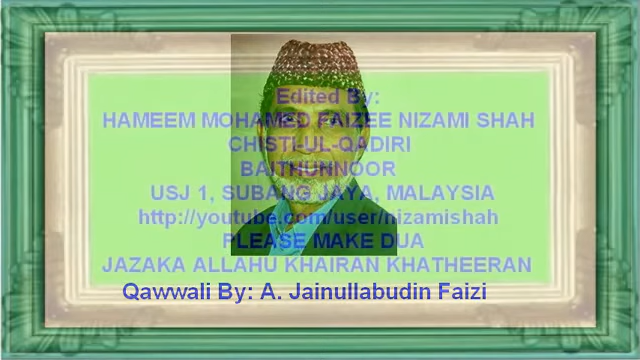 Edited By:
HAMEEM MOHAMED FAIZEE NIZAMI SHAH
CHISTI-UL-QADIRI
BAITHUNNOOR
USJ 1, SUBANG JAYA, MALAYSIA
http://youtube.com/user/nizamishah
PLEASE MAKE DUA
JAZAKA ALLAHU KHAIRAN KHATHEERAN
Qawwali By: A. Jainullabudin Faizi